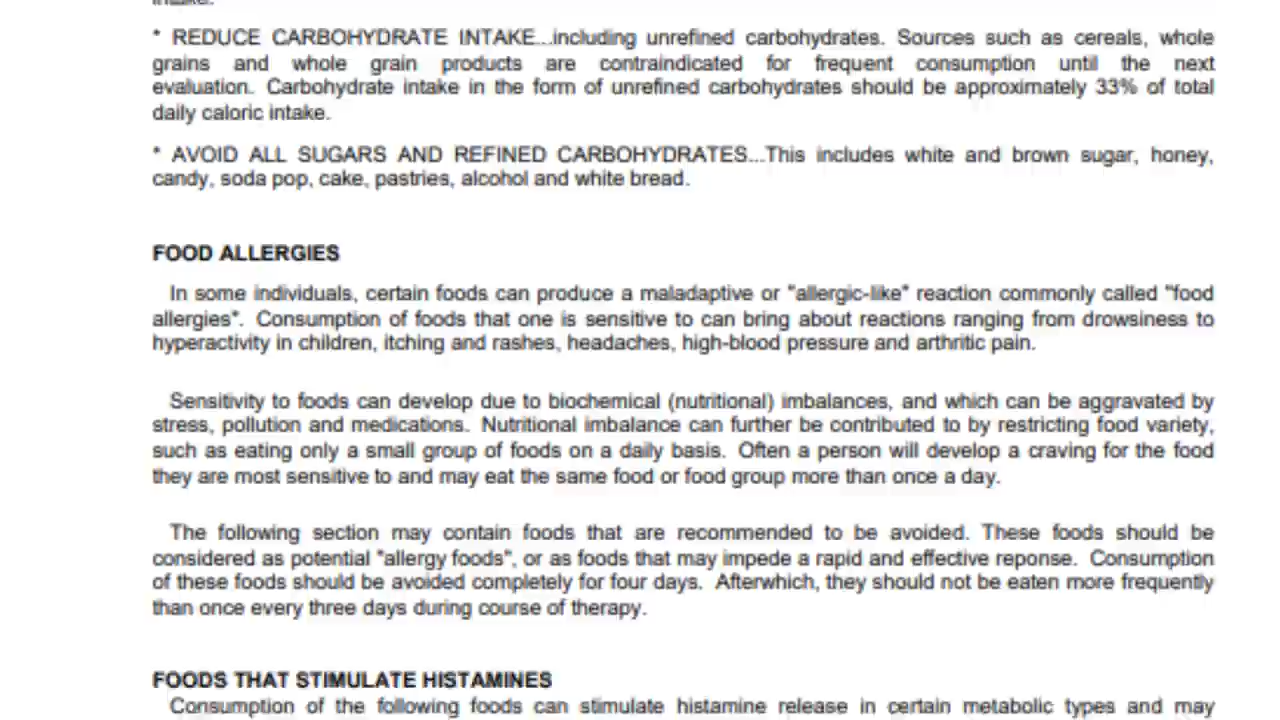 intake.
* REDUCE CARBOHYDRATE INTAKE...including unrefined carbohydrates. Sources such as cereals, whole
grains and whole grain products are contraindicated for frequent consumption until the next
evaluation. Carbohydrate intake in the form of unrefined carbohydrates should be approximately 33% of total
daily caloric intake.
* AVOID ALL SUGARS AND REFINED CARBOHYDRATES...This includes white and brown sugar, honey,
candy, soda pop, cake, pastries, alcohol and white bread.
FOOD ALLERGIES
In some individuals, certain foods can produce a maladaptive or "allergic-like" reaction commonly called "food
allergies". Consumption of foods that one is sensitive to can bring about reactions ranging from drowsiness to
hyperactivity in children, itching and rashes, headaches, high-blood pressure and arthritic pain.
Sensitivity to foods can develop due to biochemical (nutritional) imbalances, and which can be aggravated by
stress, pollution and medications. Nutritional imbalance can further be contributed to by restricting food variety,
such as eating only a small group of foods on a daily basis. Often a person will develop a craving for the food
they are most sensitive to and may eat the same food or food group more than once a day.
The following section may contain foods that are recommended to be avoided. These foods should be
considered as potential "allergy foods", or as foods that may impede a rapid and effective reponse. Consumption
of these foods should be avoided completely for four days. Afterwhich, they should not be eaten more frequently
than once every three days during course of therapy.
FOODS THAT STIMULATE HISTAMINES
Consumption of the following foods can stimulate histamine release in certain metabolic types and may